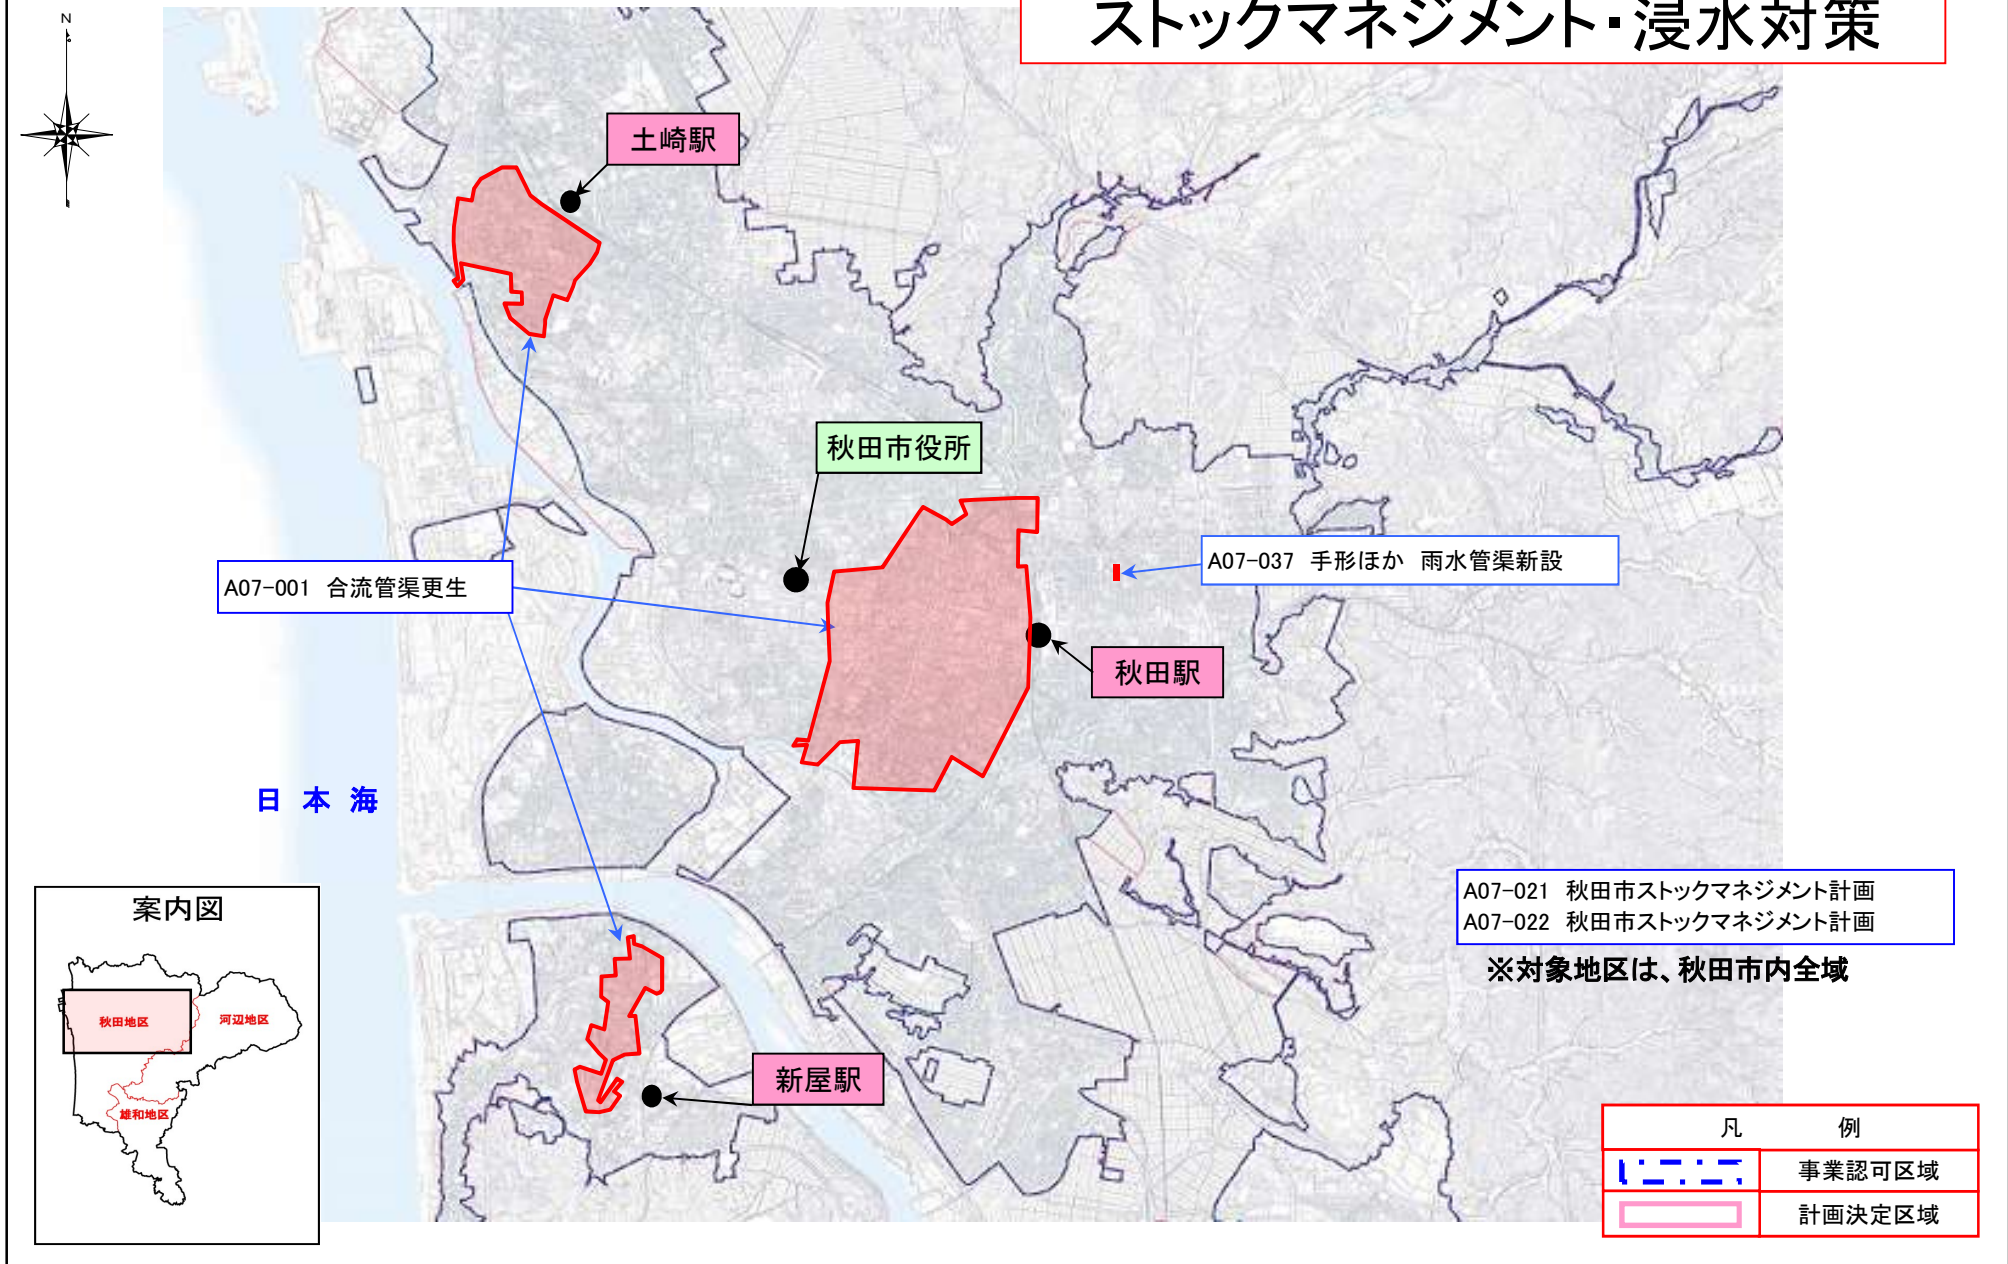 ストックマネジメント・浸水対策
N
土崎駅
秋田市役所
A07-037 手形ほか 雨水管渠新設
A07-001 合流管渠更生
秋田駅
日 本 海
A07-021 秋田市ストックマネジメント計画
A07-022 秋田市ストックマネジメント計画
※対象地区は、秋田市内全域
案内図
秋田地区
河辺地区
雄和地区
新屋駅
凡 例
事業認可区域
計画決定区域